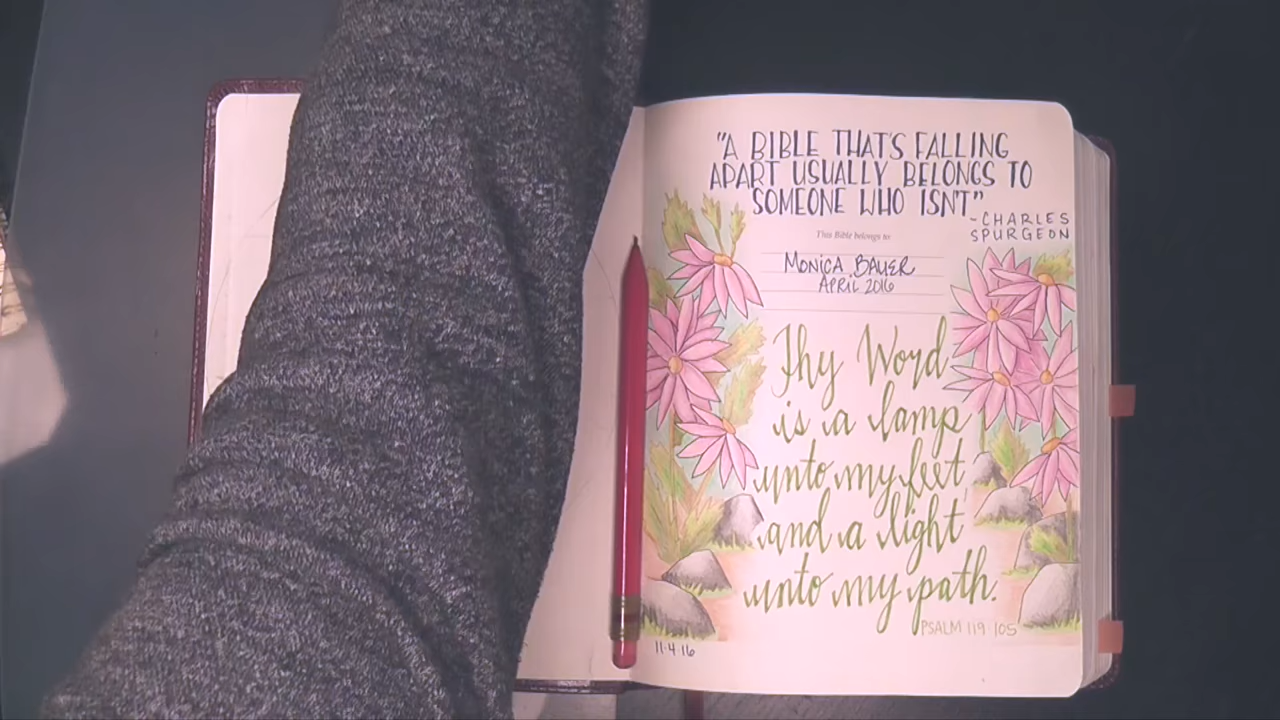 "A BIBLE THAT'S FALLING
APART USUALLY BELONGS TO
SOMEONE WHO ISN'T"
-CHARLES
SPURGEON
This Bible belongs to:
MONICA BAUER
APRIL 2016
Thy Word
is a lamp
unto my feet,
and a light
unto my path.
PSALM 119:105
11·4·16